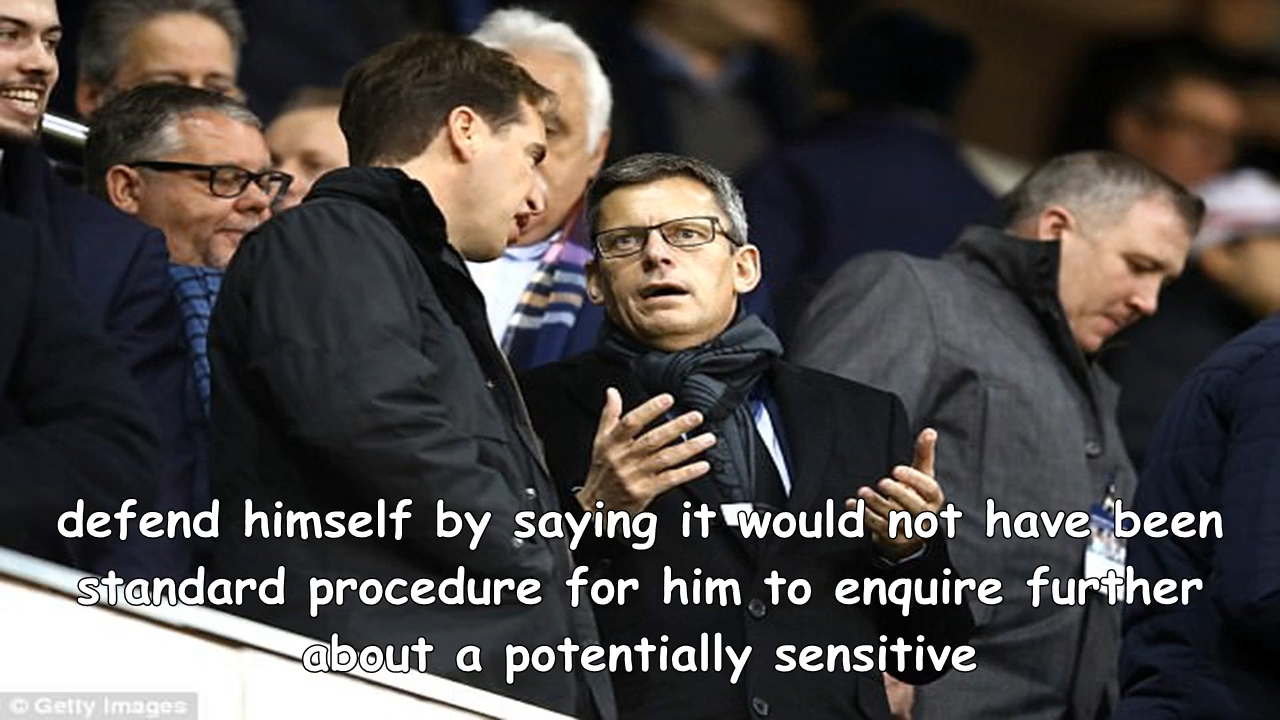 defend himself by saying it would not have been
standard procedure for him to enquire further
about a potentially sensitive
© Getty Images